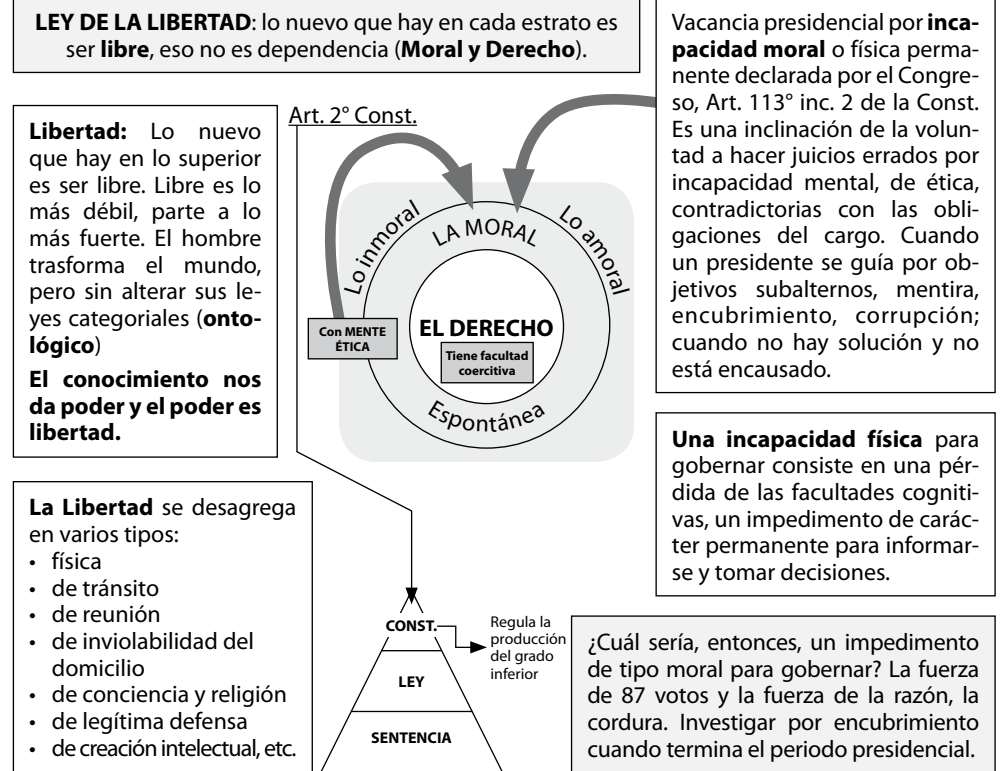 LEY DE LA LIBERTAD: lo nuevo que hay en cada estrato es
ser libre, eso no es dependencia (Moral y Derecho).
Vacancia presidencial por inca-
pacidad moral o física perma-
nente declarada por el Congre-
so, Art. 113° inc. 2 de la Const.
Es una inclinación de la volun-
tad a hacer juicios errados por
incapacidad mental, de ética,
contradictorias con las obli-
gaciones del cargo. Cuando
un presidente se guía por ob-
jetivos subalternos, mentira,
encubrimiento, corrupción;
cuando no hay solución y no
está encausado.
Art. 2° Const.
Libertad: Lo nuevo
que hay en lo superior
es ser libre. Libre es lo
más débil, parte a lo
más fuerte. El hombre
trasforma el mundo,
pero sin alterar sus le-
yes categoriales (onto-
lógico)
El conocimiento nos
da poder y el poder es
libertad.
Lo inmoral
LA MORAL
Lo amoral
Con MENTE
ÉTICA
EL DERECHO
Tiene facultad
coercitiva
Espontánea
Una incapacidad física para
gobernar consiste en una pér-
dida de las facultades cogniti-
vas, un impedimento de carác-
ter permanente para informar-
se y tomar decisiones.
La Libertad se desagrega
en varios tipos:
• física
• de tránsito
• de reunión
• de inviolabilidad del
domicilio
• de conciencia y religión
• de legítima defensa
• de creación intelectual, etc.
CONST.
LEY
SENTENCIA
Regula la
producción
del grado
inferior
¿Cuál sería, entonces, un impedimento
de tipo moral para gobernar? La fuerza
de 87 votos y la fuerza de la razón, la
cordura. Investigar por encubrimiento
cuando termina el periodo presidencial.